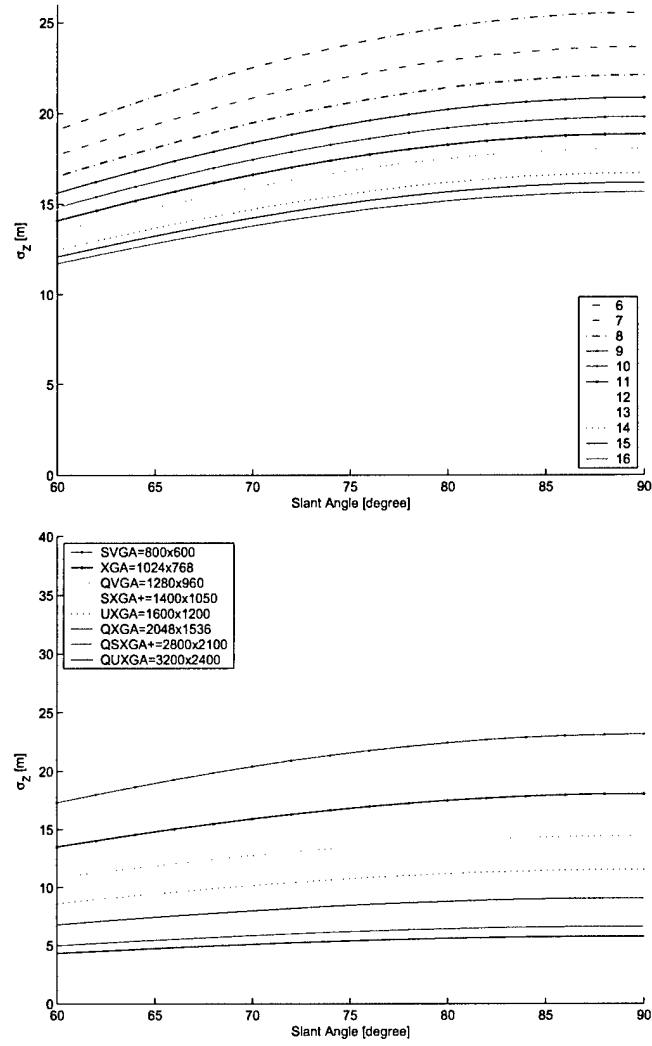 25
20
15
10
5
0
σZ [m]
6
7
8
9
10
11
12
13
14
15
16
60 65 70 75 80 85 90
Slant Angle [degree]
40
35
30
25
20
15
10
5
0
σZ [m]
SVGA=800x600
XGA=1024x768
QVGA=1280x960
SXGA+=1400x1050
UXGA=1600x1200
QXGA=2048x1536
QSXGA+=2800x2100
QUXGA=3200x2400
60 65 70 75 80 85 90
Slant Angle [degree]